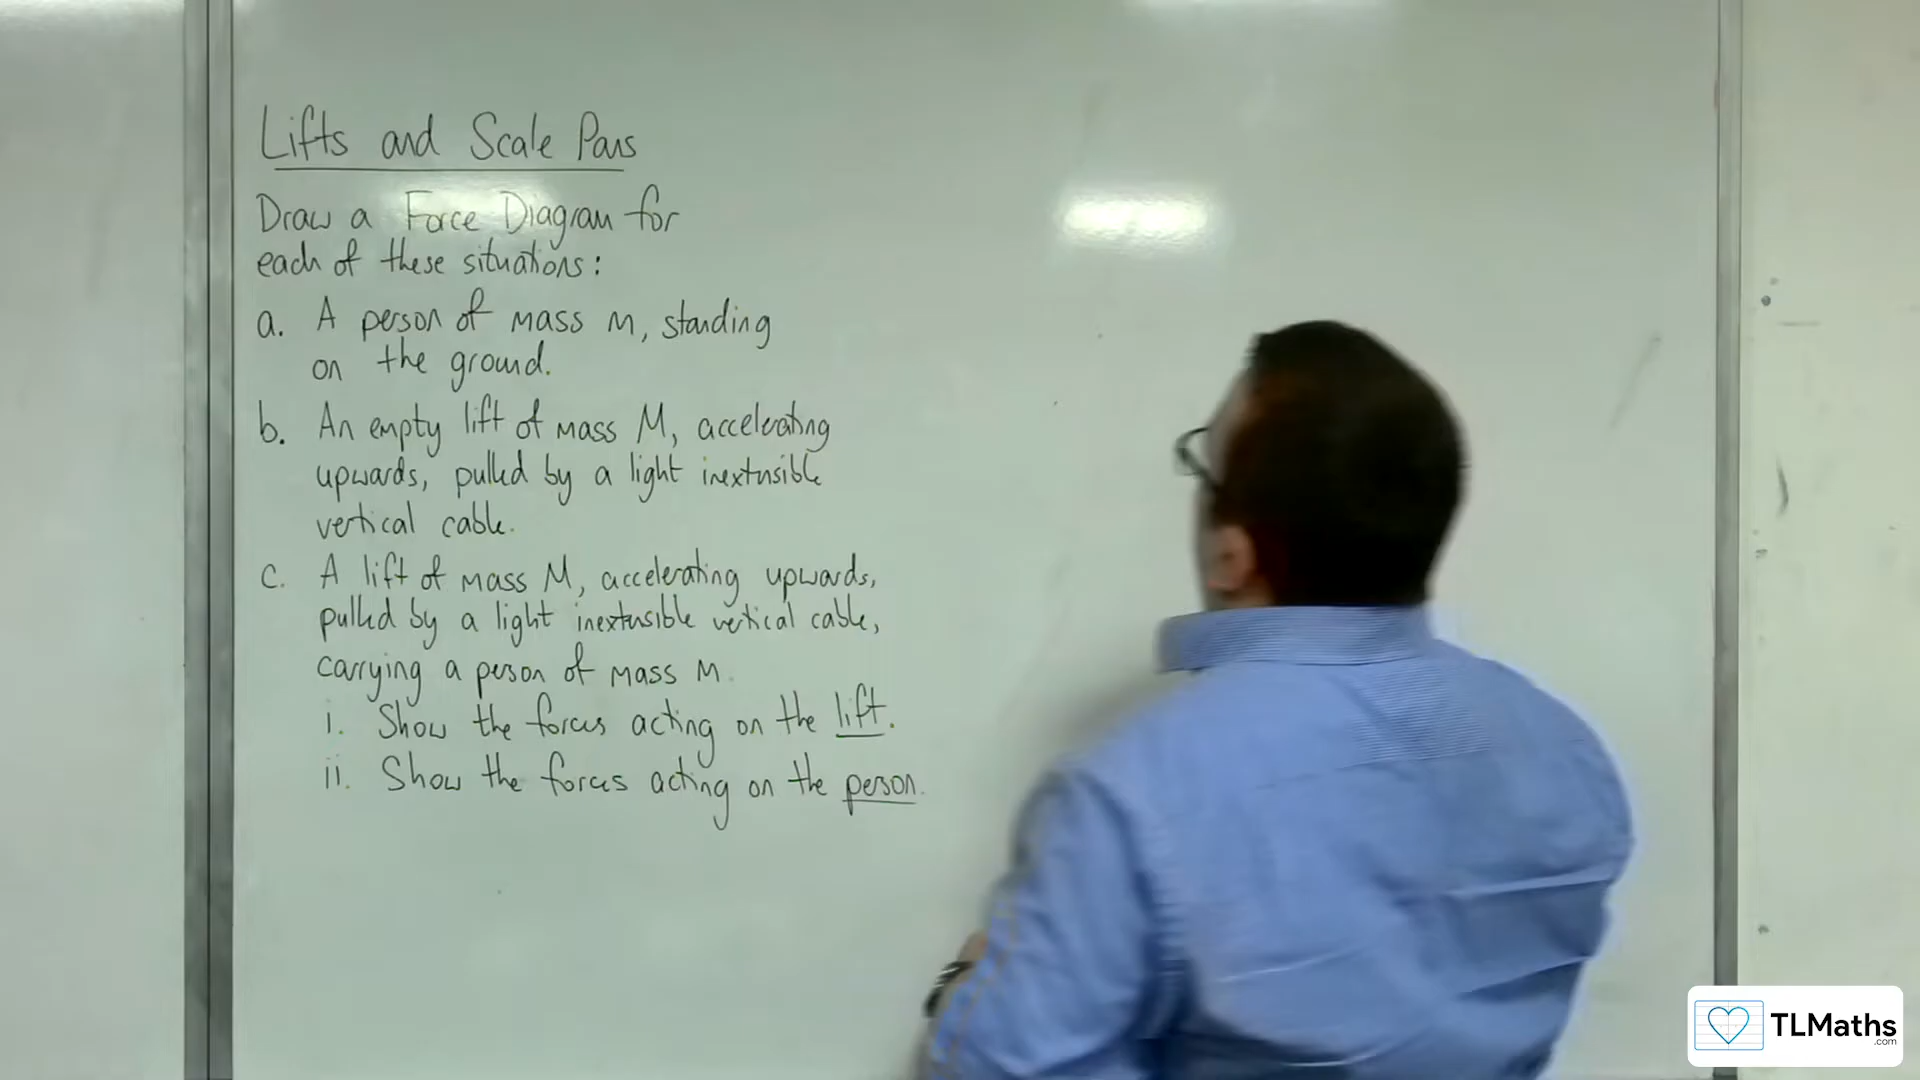 Lifts and Scale Pans
Draw a Force Diagram for
each of these situations:
a. A person of mass m, standing
on the ground.
b. An empty lift of mass M, accelerating
upwards, pulled by a light inextensible
vertical cable.
c. A lift of mass M, accelerating upwards,
pulled by a light inextensible vertical cable,
carrying a person of mass m.
i. Show the forces acting on the lift.
ii. Show the forces acting on the person.
TLMaths
.com